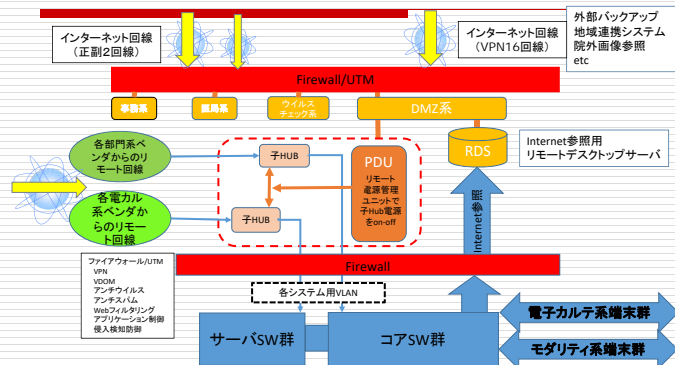 インターネット回線
（正副２回線）
インターネット回線
（VPN16回線）
外部バックアップ
地域連携システム
院外画像参照
etc
Firewall/UTM
事務系
ウイルス
チェック系
DMZ系
各部門系ベ
ンダからのリ
モート回線
子HUB
PDU
リモート
電源管理
ユニットで
子Hub電源
をon-off
RDS
Internet参照用
リモートデスクトップサーバ
各電カル
系ベンダか
らのリモー
ト回線
子HUB
Internet参照
ファイアウォール/UTM
VPN
VDOM
アンチウイルス
アンチスパム
Webフィルタリング
アプリケーション制御
侵入検知防御
Firewall
各システム用VLAN
サーバSW群
コアSW群
電子カルテ系端末群
モダリティ系端末群